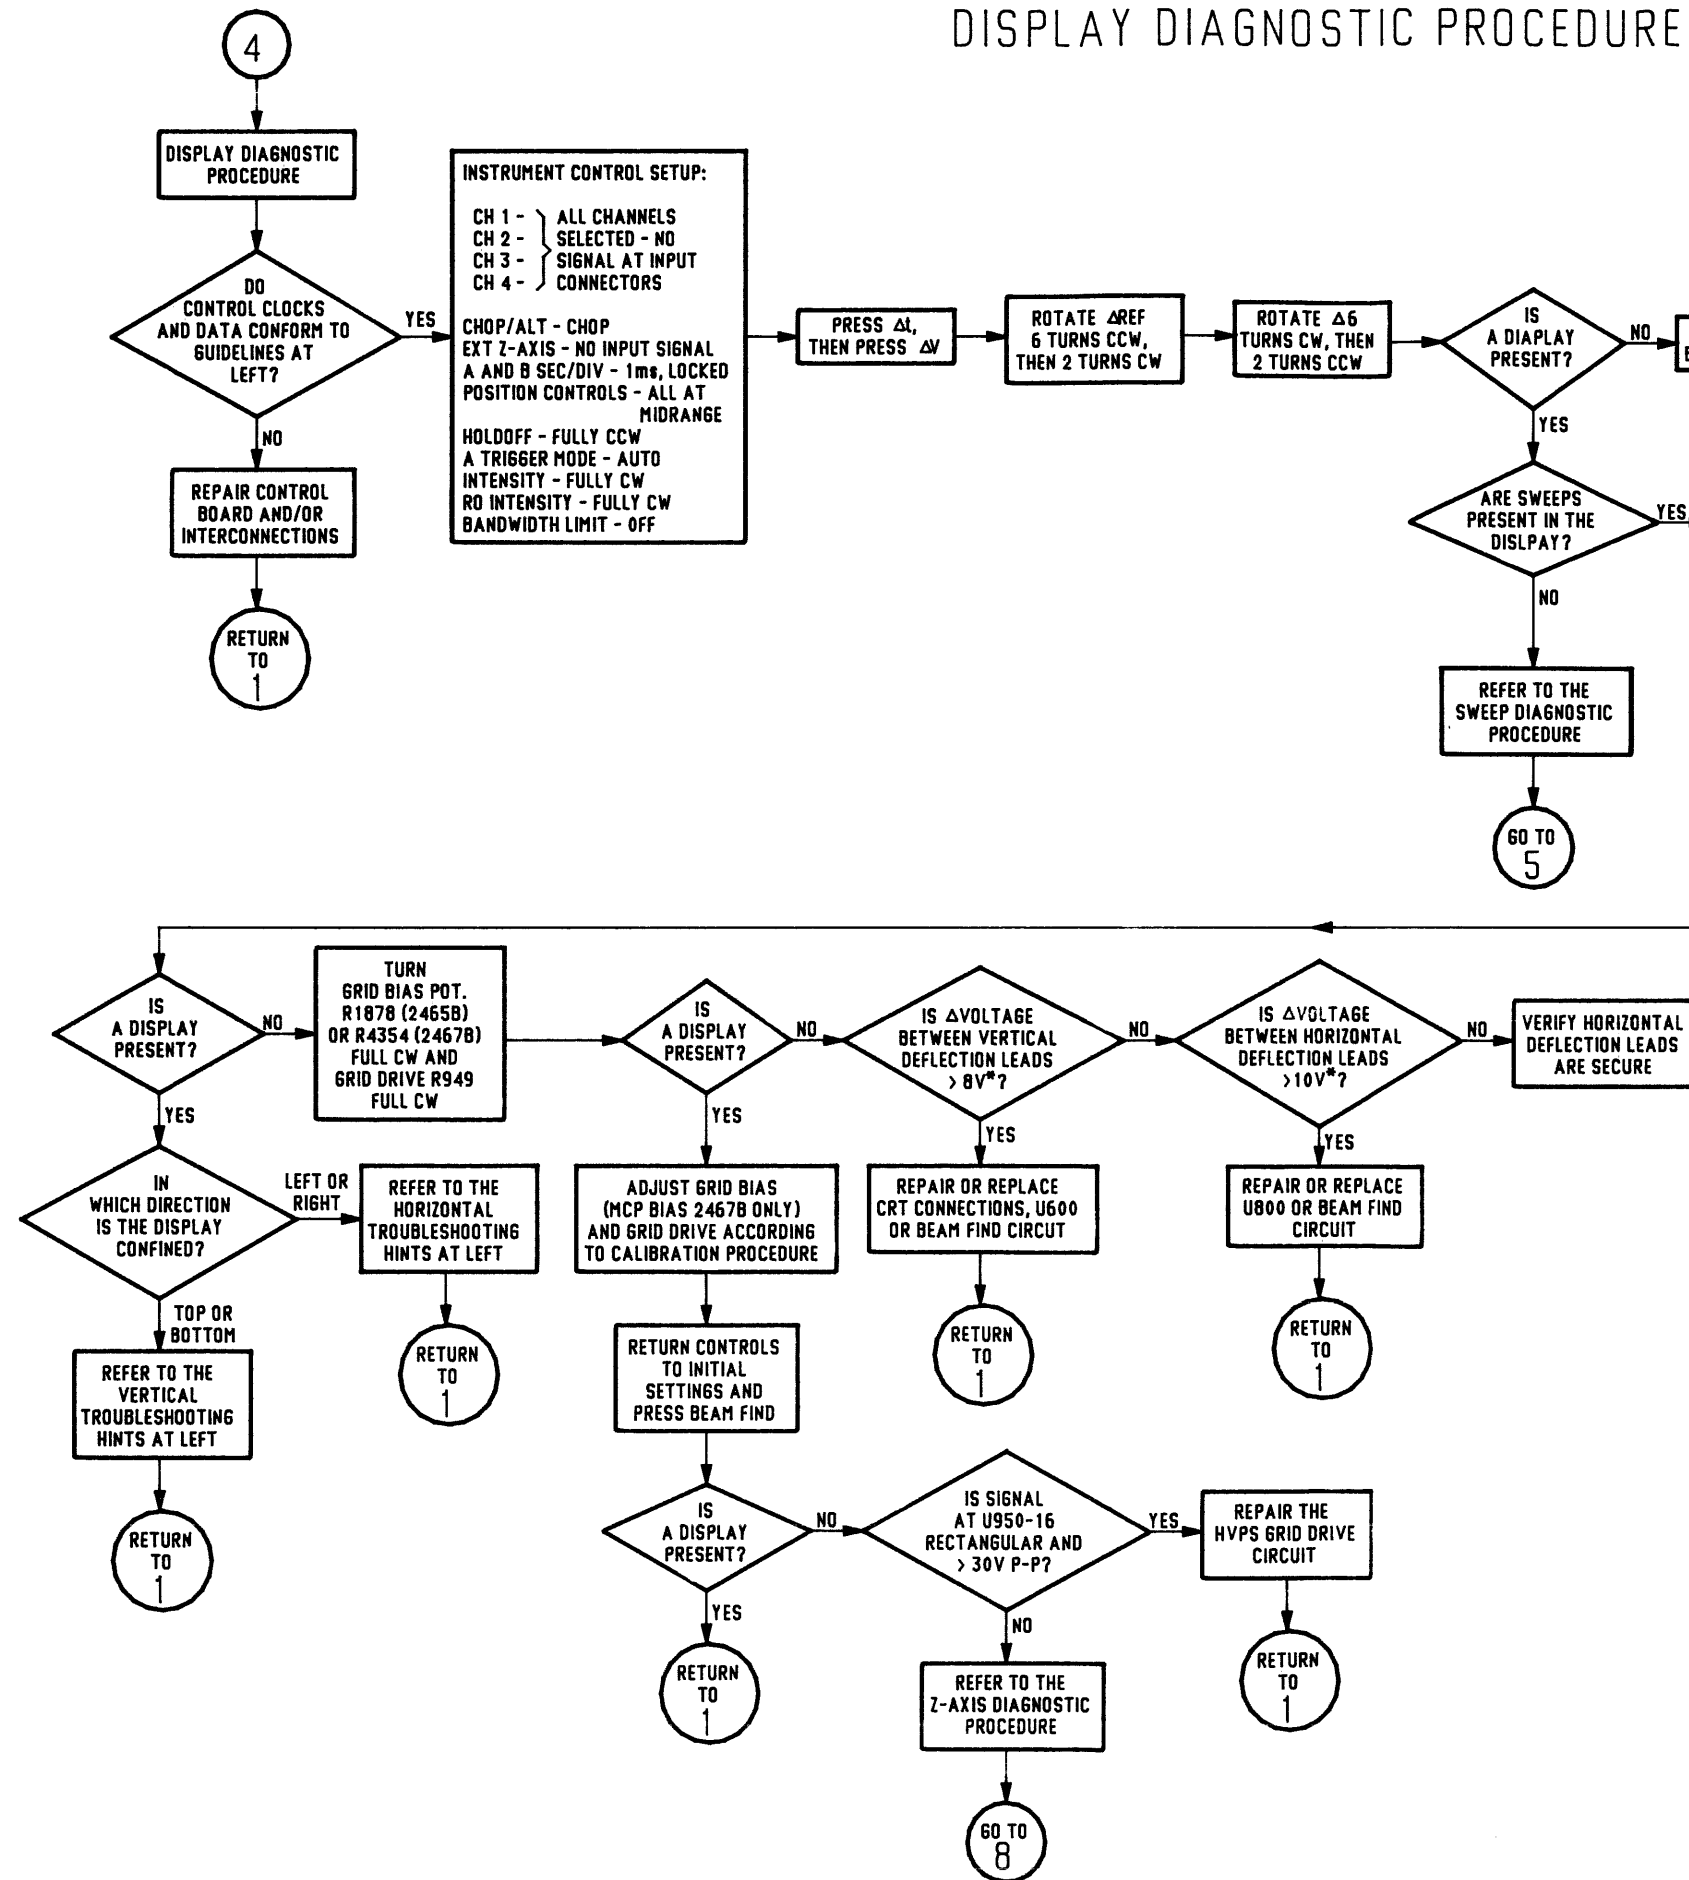 DISPLAY DIAGNOSTIC PROCEDURE
4
DISPLAY DIAGNOSTIC
PROCEDURE
DO
CONTROL CLOCKS
AND DATA CONFORM TO
GUIDELINES AT
LEFT?
YES
NO
REPAIR CONTROL
BOARD AND/OR
INTERCONNECTIONS
RETURN
TO
1
INSTRUMENT CONTROL SETUP:
CH 1 - ALL CHANNELS
CH 2 - SELECTED - NO
CH 3 - SIGNAL AT INPUT
CH 4 - CONNECTORS
CHOP/ALT - CHOP
EXT Z-AXIS - NO INPUT SIGNAL
A AND B SEC/DIV - 1ms, LOCKED
POSITION CONTROLS - ALL AT
MIDRANGE
HOLDOFF - FULLY CCW
A TRIGGER MODE - AUTO
INTENSITY - FULLY CW
RO INTENSITY - FULLY CW
BANDWIDTH LIMIT - OFF
PRESS Δt,
THEN PRESS ΔV
ROTATE ΔREF
6 TURNS CCW,
THEN 2 TURNS CW
ROTATE Δ6
TURNS CW, THEN
2 TURNS CCW
IS
A DIAPLAY
PRESENT?
NO
YES
ARE SWEEPS
PRESENT IN THE
DISLPAY?
YES
NO
REFER TO THE
SWEEP DIAGNOSTIC
PROCEDURE
GO TO
5
IS
A DISPLAY
PRESENT?
NO
YES
TURN
GRID BIAS POT.
R1878 (2465B)
OR R4354 (2467B)
FULL CW AND
GRID DRIVE R949
FULL CW
IS
A DISPLAY
PRESENT?
NO
YES
IS ΔVOLTAGE
BETWEEN VERTICAL
DEFLECTION LEADS
> 8V*?
NO
YES
IS ΔVOLTAGE
BETWEEN HORIZONTAL
DEFLECTION LEADS
>10V*?
NO
YES
VERIFY HORIZONTAL
DEFLECTION LEADS
ARE SECURE
IN
WHICH DIRECTION
IS THE DISPLAY
CONFINED?
LEFT OR
RIGHT
TOP OR
BOTTOM
REFER TO THE
HORIZONTAL
TROUBLESHOOTING
HINTS AT LEFT
RETURN
TO
1
REFER TO THE
VERTICAL
TROUBLESHOOTING
HINTS AT LEFT
RETURN
TO
1
ADJUST GRID BIAS
(MCP BIAS 2467B ONLY)
AND GRID DRIVE ACCORDING
TO CALIBRATION PROCEDURE
RETURN CONTROLS
TO INITIAL
SETTINGS AND
PRESS BEAM FIND
REPAIR OR REPLACE
CRT CONNECTIONS, U600
OR BEAM FIND CIRCUT
RETURN
TO
1
REPAIR OR REPLACE
U800 OR BEAM FIND
CIRCUIT
RETURN
TO
1
IS
A DISPLAY
PRESENT?
NO
YES
RETURN
TO
1
IS SIGNAL
AT U950-16
RECTANGULAR AND
> 30V P-P?
YES
NO
REPAIR THE
HVPS GRID DRIVE
CIRCUIT
RETURN
TO
1
REFER TO THE
Z-AXIS DIAGNOSTIC
PROCEDURE
GO TO
8